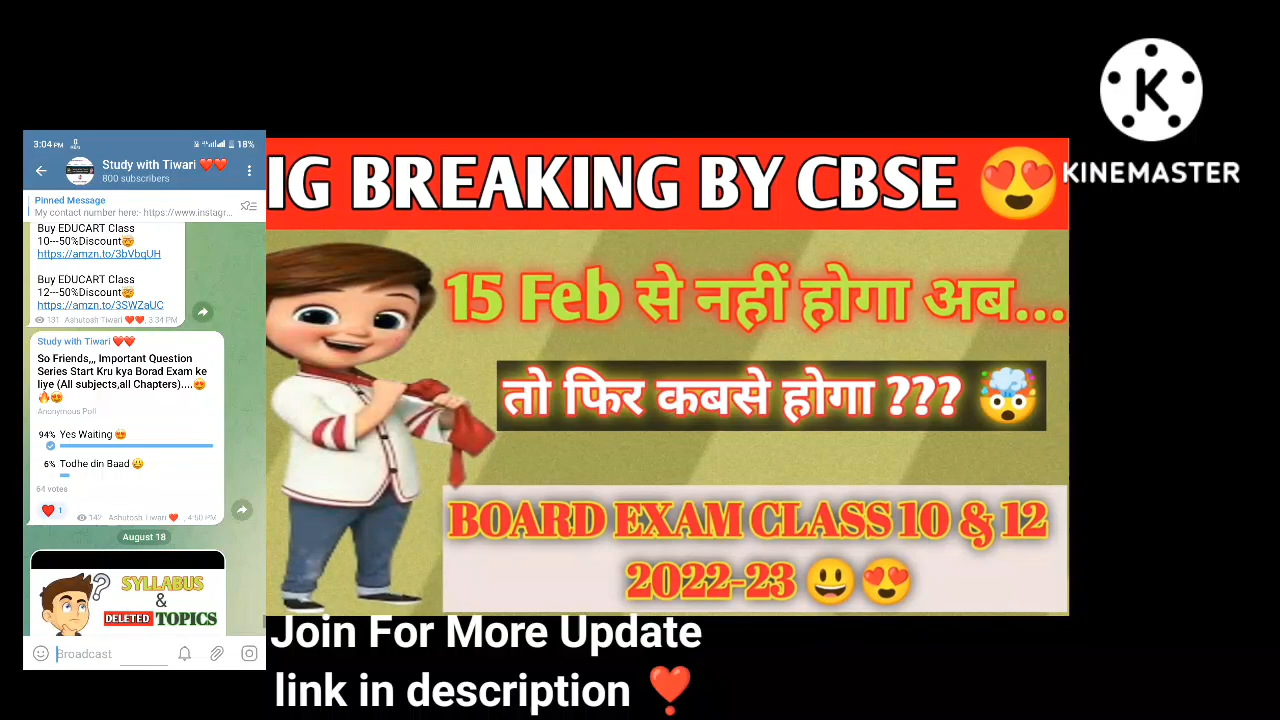 3:04 PM
18%
Study with Tiwari ❤️❤️
800 subscribers
Pinned Message
My contact number here:- https://www.instagr...
Buy EDUCART Class
10---50%Discount🤯
https://amzn.to/3bVbqUH
Buy EDUCART Class
12---50%Discount🤯
https://amzn.to/3SWZaUC
131 Ashutosh Tiwari ❤️❤️, 3:34 PM
Study with Tiwari ❤️❤️
So Friends,,, Important Question
Series Start Kru kya Borad Exam ke
liye (All subjects,all Chapters)....😍
🔥😍
Anonymous Poll
94% Yes Waiting 😍
6% Todhe din Baad 😃
64 votes
❤️ 1
142 Ashutosh Tiwari ❤️, 4:50 PM
August 18
SYLLABUS
&
DELETED TOPICS
Broadcast
IG BREAKING BY CBSE 😍
15 Feb से नहीं होगा अब...
तो फिर कबसे होगा ??? 🤯
BOARD EXAM CLASS 10 & 12
2022-23 😃😍
Join For More Update
link in description ❣️
K
KINEMASTER